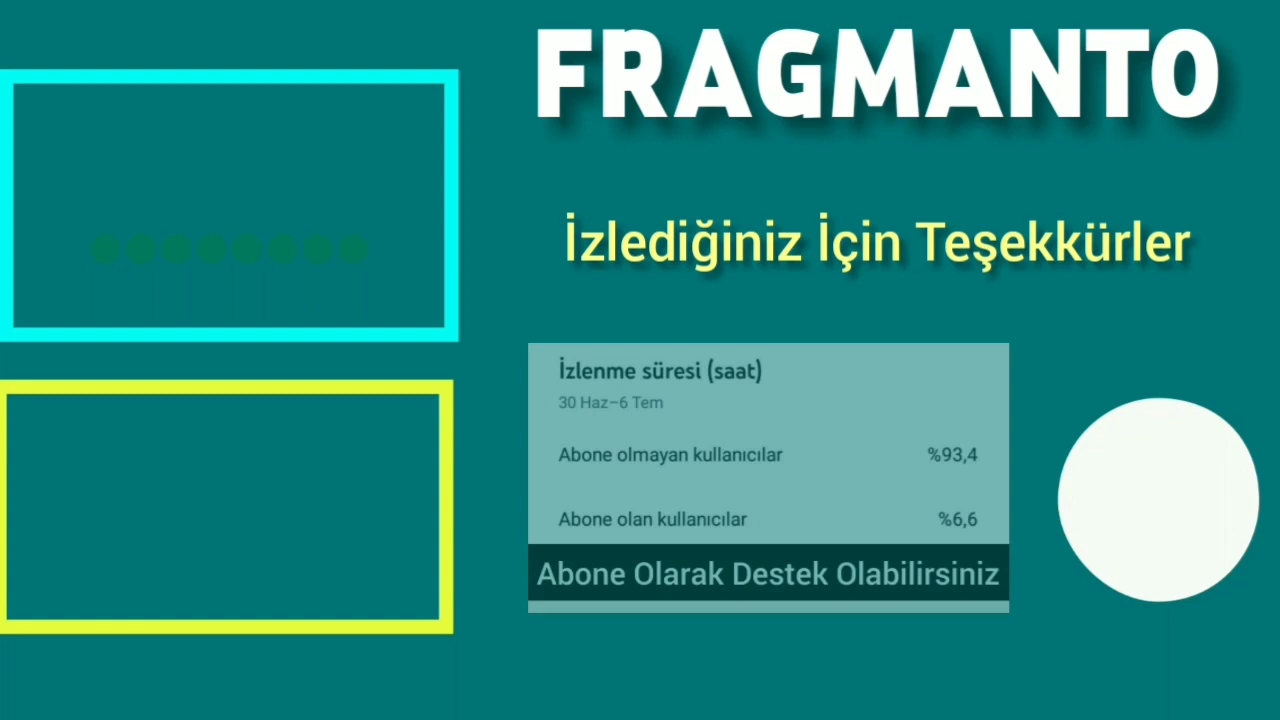 FRAGMANTO
İzlediğiniz İçin Teşekkürler
İzlenme süresi (saat)
30 Haz–6 Tem
Abone olmayan kullanıcılar %93,4
Abone olan kullanıcılar %6,6
Abone Olarak Destek Olabilirsiniz